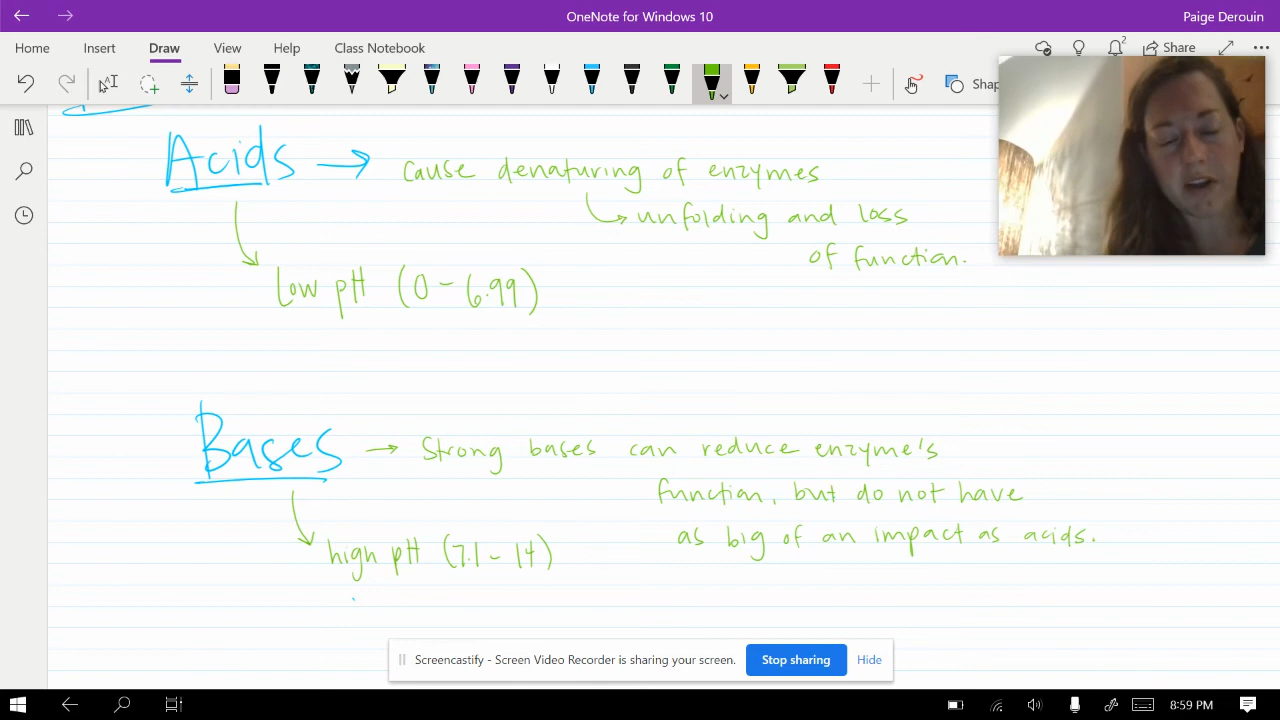 OneNote for Windows 10
Paige Derouin
Home Insert Draw View Help Class Notebook
2
Share
Shap
Acids → cause denaturing of enzymes
unfolding and loss
of function.
low pH (0 - 6.99)
Bases → Strong bases can reduce enzyme's
function, but do not have
as big of an impact as acids.
high pH (7.1 - 14)
Screencastify - Screen Video Recorder is sharing your screen. Stop sharing Hide
8:59 PM